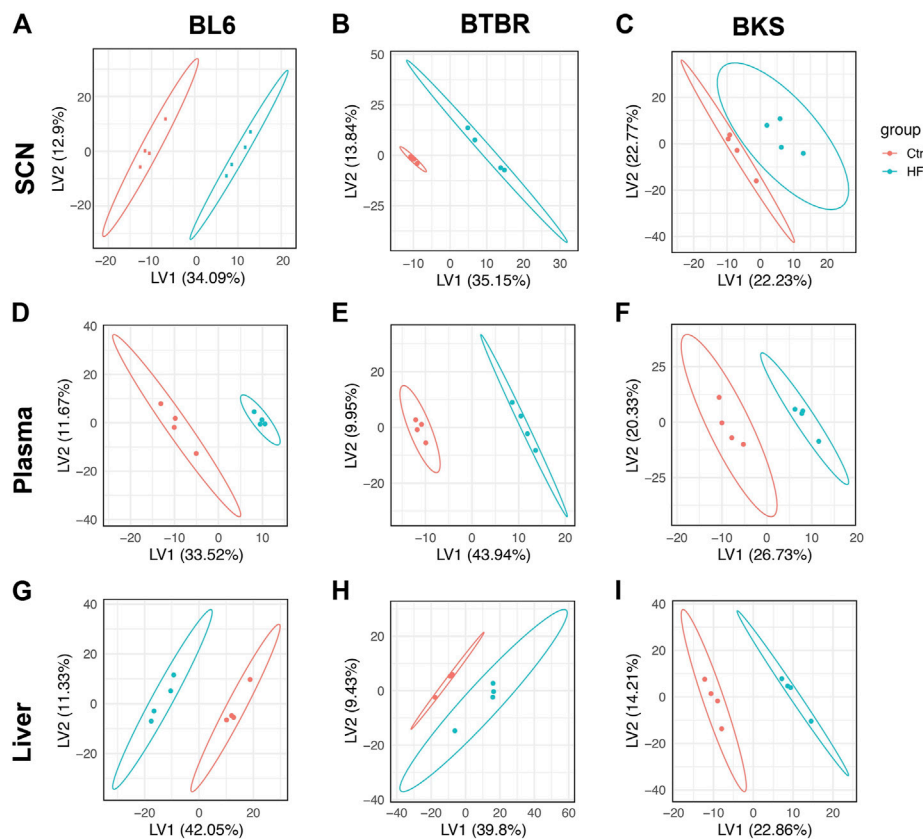 BL6 BTBR BKS
A B C
SCN
LV2 (12.9%)
20
0
−20
−10 0 10 20
LV1 (34.09%)
LV2 (13.84%)
50
25
0
−25
−10 0 10 20 30
LV1 (35.15%)
LV2 (22.77%)
20
0
−20
−40
−20 −10 0 10 20
LV1 (22.23%)
group
Ctr
HF
D E F
Plasma
LV2 (11.67%)
40
20
0
−20
−40
−20 −10 0 10
LV1 (33.52%)
LV2 (9.95%)
20
0
−20
−10 0 10 20
LV1 (43.94%)
LV2 (20.33%)
25
0
−25
−20 −10 0 10 20
LV1 (26.73%)
G H I
Liver
LV2 (11.33%)
40
20
0
−20
−20 0 20
LV1 (42.05%)
LV2 (9.43%)
40
20
0
−20
−40
−40 −20 0 20 40 60
LV1 (39.8%)
LV2 (14.21%)
40
20
0
−20
−40
−20 −10 0 10 20
LV1 (22.86%)